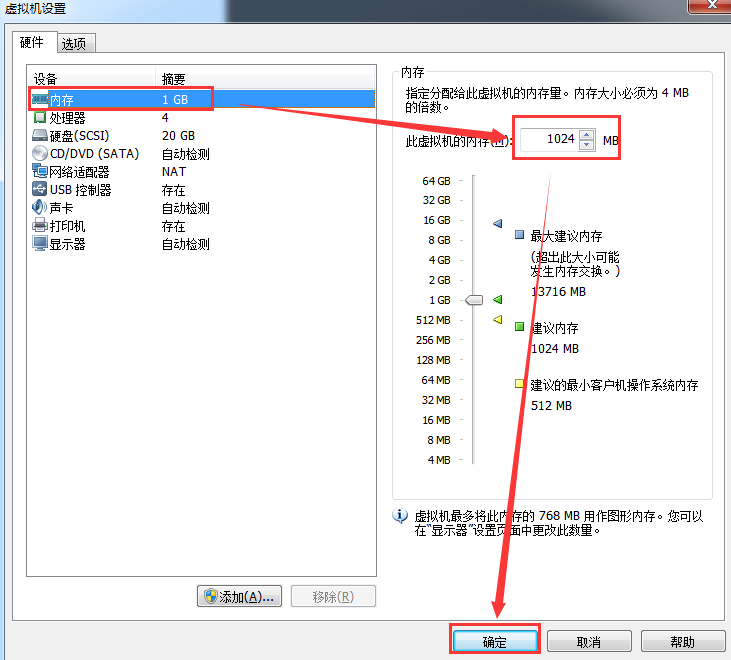 虚拟机设置
硬件 选项
设备 摘要
内存 1 GB
处理器 4
硬盘(SCSI) 20 GB
CD/DVD (SATA) 自动检测
网络适配器 NAT
USB 控制器 存在
声卡 自动检测
打印机 存在
显示器 自动检测
添加(A)... 移除(R)
内存
指定分配给此虚拟机的内存量。内存大小必须为 4 MB
的倍数。
此虚拟机的内存(M): 1024 MB
64 GB
32 GB
16 GB
8 GB
4 GB
2 GB
1 GB
512 MB
256 MB
128 MB
64 MB
32 MB
16 MB
8 MB
4 MB
最大建议内存
(超出此大小可能
发生内存交换。)
13716 MB
建议内存
1024 MB
建议的最小客户机操作系统内存
512 MB
虚拟机最多将此内存的 768 MB 用作图形内存。您可以
在“显示器”设置页面中更改此数量。
确定 取消 帮助